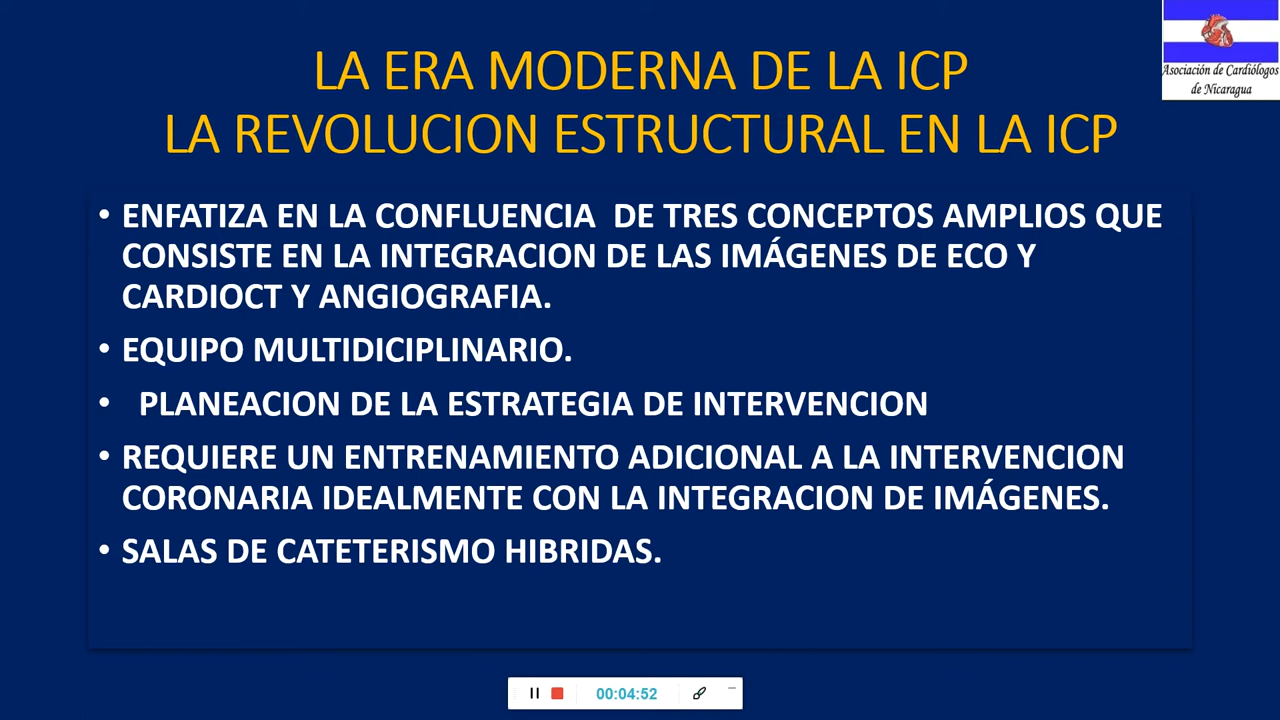 Asociación de Cardiólogos
de Nicaragua
LA ERA MODERNA DE LA ICP
LA REVOLUCION ESTRUCTURAL EN LA ICP
• ENFATIZA EN LA CONFLUENCIA DE TRES CONCEPTOS AMPLIOS QUE
CONSISTE EN LA INTEGRACION DE LAS IMÁGENES DE ECO Y
CARDIOCT Y ANGIOGRAFIA.
• EQUIPO MULTIDICIPLINARIO.
• PLANEACION DE LA ESTRATEGIA DE INTERVENCION
• REQUIERE UN ENTRENAMIENTO ADICIONAL A LA INTERVENCION
CORONARIA IDEALMENTE CON LA INTEGRACION DE IMÁGENES.
• SALAS DE CATETERISMO HIBRIDAS.
00:04:52